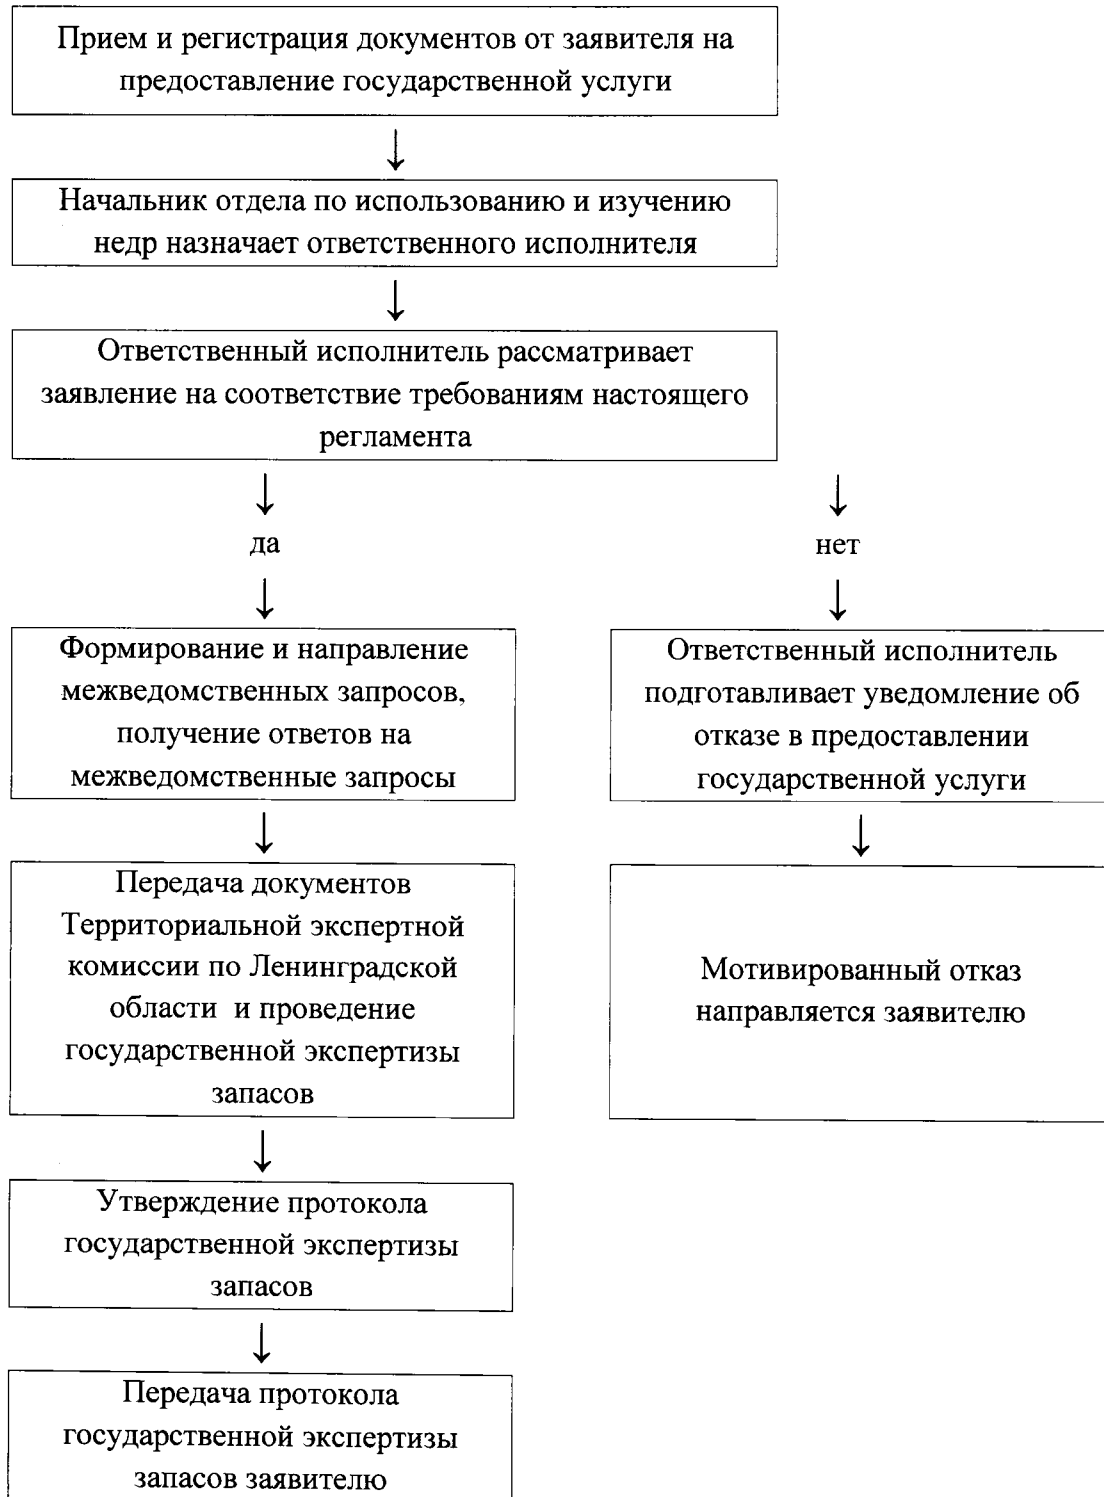 Прием и регистрация документов от заявителя на
предоставление государственной услуги
Начальник отдела по использованию и изучению
недр назначает ответственного исполнителя
Ответственный исполнитель рассматривает
заявление на соответствие требованиям настоящего
регламента
да
нет
Формирование и направление
межведомственных запросов,
получение ответов на
межведомственные запросы
Ответственный исполнитель
подготавливает уведомление об
отказе в предоставлении
государственной услуги
Передача документов
Территориальной экспертной
комиссии по Ленинградской
области и проведение
государственной экспертизы
запасов
Мотивированный отказ
направляется заявителю
Утверждение протокола
государственной экспертизы
запасов
Передача протокола
государственной экспертизы
запасов заявителю